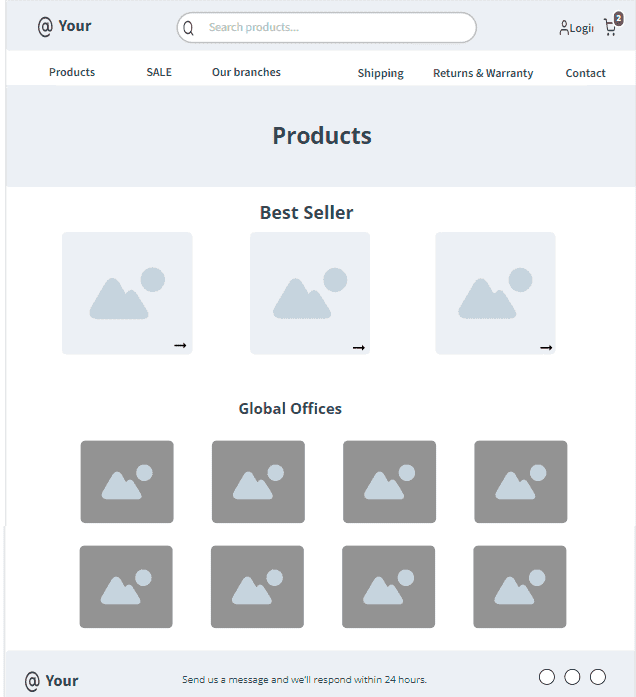 @ Your
Search products...
Login
2
Products
SALE
Our branches
Shipping
Returns & Warranty
Contact
Products
Best Seller
Global Offices
@ Your
Send us a message and we'll respond within 24 hours.